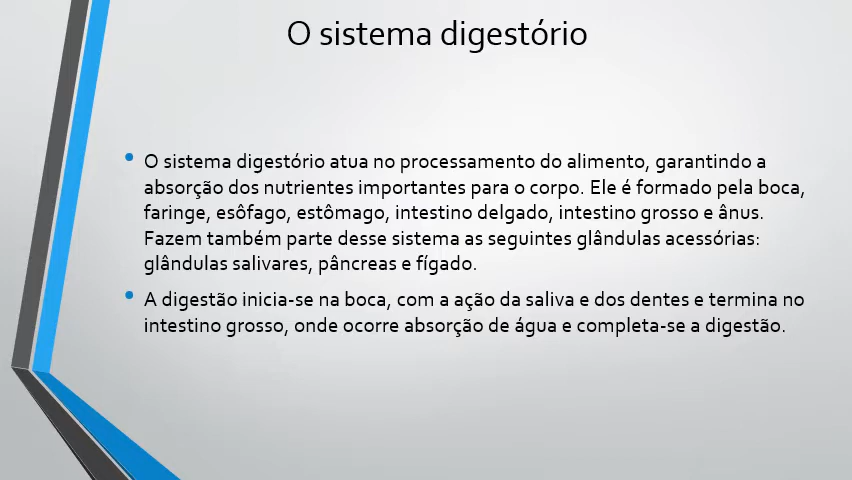 O sistema digestório
• O sistema digestório atua no processamento do alimento, garantindo a
absorção dos nutrientes importantes para o corpo. Ele é formado pela boca,
faringe, esôfago, estômago, intestino delgado, intestino grosso e ânus.
Fazem também parte desse sistema as seguintes glândulas acessórias:
glândulas salivares, pâncreas e fígado.
• A digestão inicia-se na boca, com a ação da saliva e dos dentes e termina no
intestino grosso, onde ocorre absorção de água e completa-se a digestão.